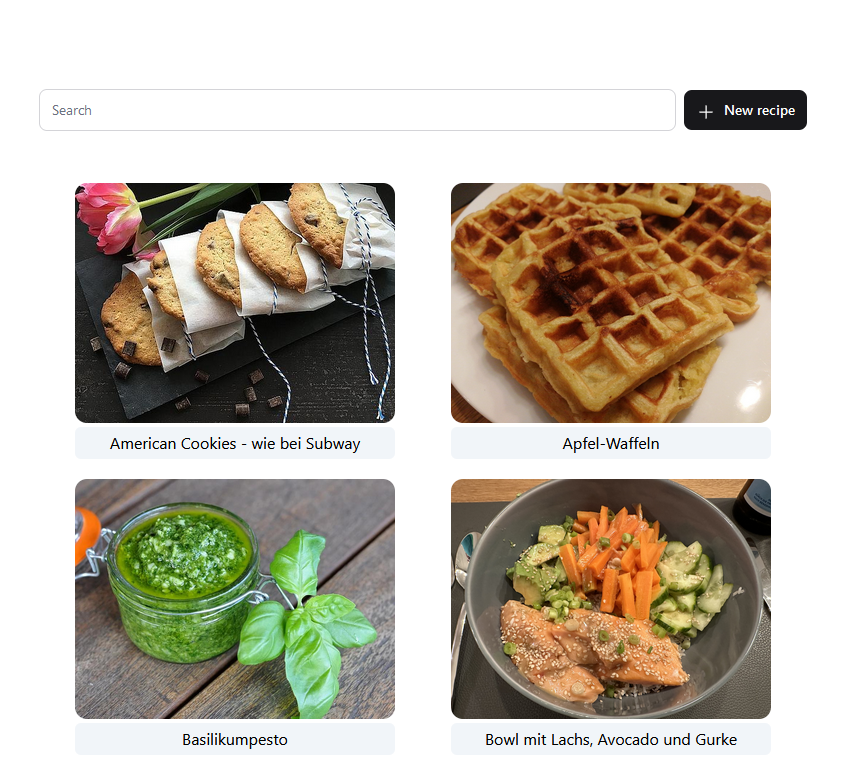 Search
New recipe
American Cookies - wie bei Subway
Apfel-Waffeln
Basilikumpesto
Bowl mit Lachs, Avocado und Gurke